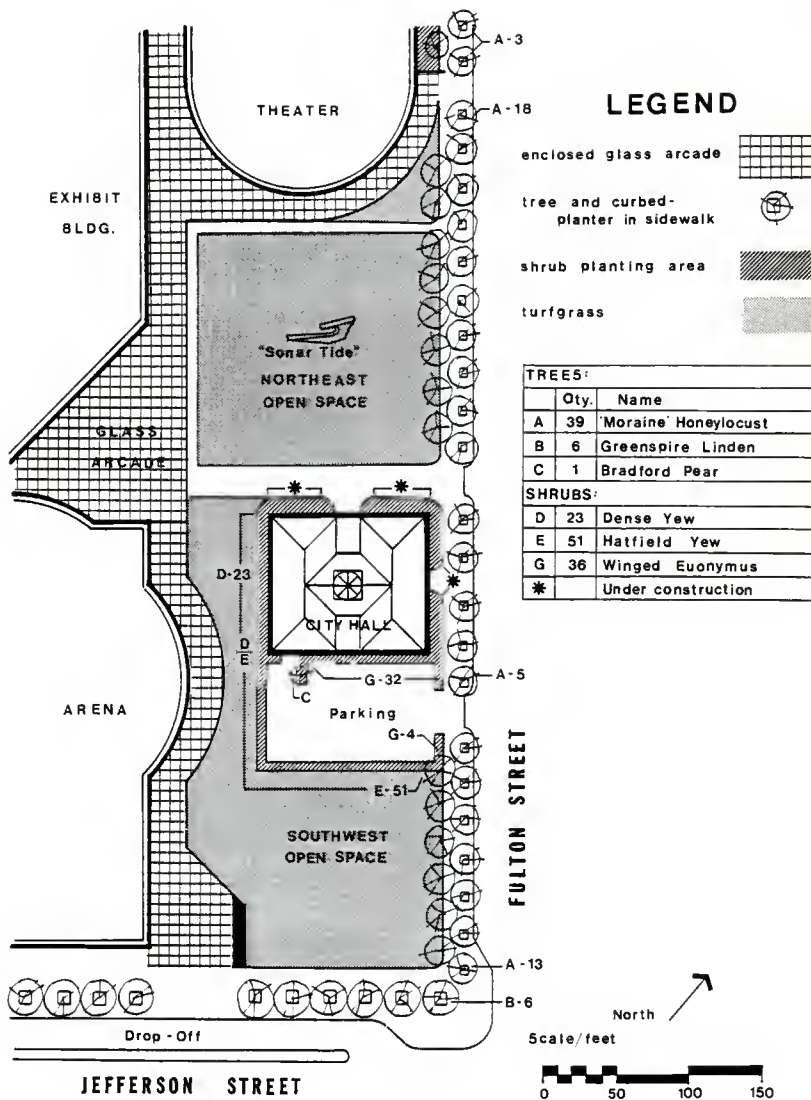 A-3
THEATER
A-18
EXHIBIT
BLDG.
"Sonar Tide"
NORTHEAST
OPEN SPACE
GLASS
ARCADE
D-23
CITY HALL
D
E
G-32
A-5
C
Parking
ARENA
G-4
E-51
SOUTHWEST
OPEN SPACE
FULTON STREET
A-13
B-6
Drop-Off
JEFFERSON STREET
LEGEND
enclosed glass arcade
tree and curbed-
planter in sidewalk
shrub planting area
turfgrass
TREES:
Qty. Name
A 39 'Moraine' Honeylocust
B 6 Greenspire Linden
C 1 Bradford Pear
SHRUBS:
D 23 Dense Yew
E 51 Hatfield Yew
G 36 Winged Euonymus
* Under construction
North
Scale/feet
0 50 100 150